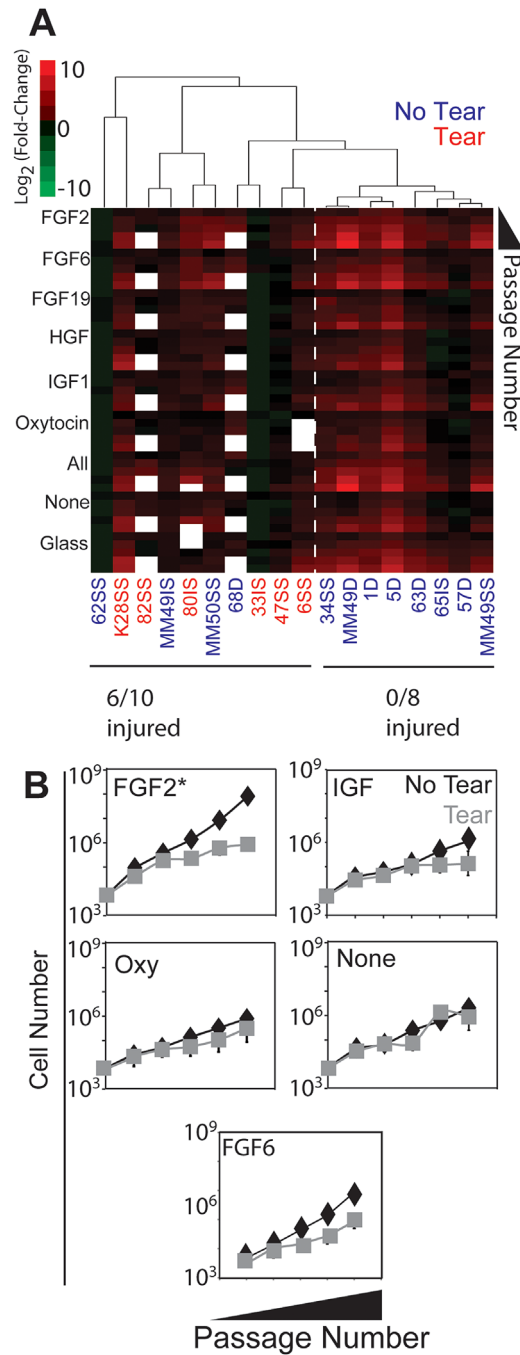 A
Log2 (Fold-Change)
10
0
-10
No Tear
Tear
FGF2
FGF6
FGF19
HGF
IGF1
Oxytocin
All
None
Glass
Passage Number
62SS
K28SS
82SS
MM49IS
80IS
MM50SS
68D
33IS
47SS
6SS
34SS
MM49D
1D
5D
63D
65IS
57D
MM49SS
6/10
injured
0/8
injured
B
Cell Number
10^9
10^6
10^3
FGF2*
10^9
10^6
10^3
IGF
No Tear
Tear
10^9
10^6
10^3
Oxy
10^9
10^6
10^3
None
10^9
10^6
10^3
FGF6
Passage Number